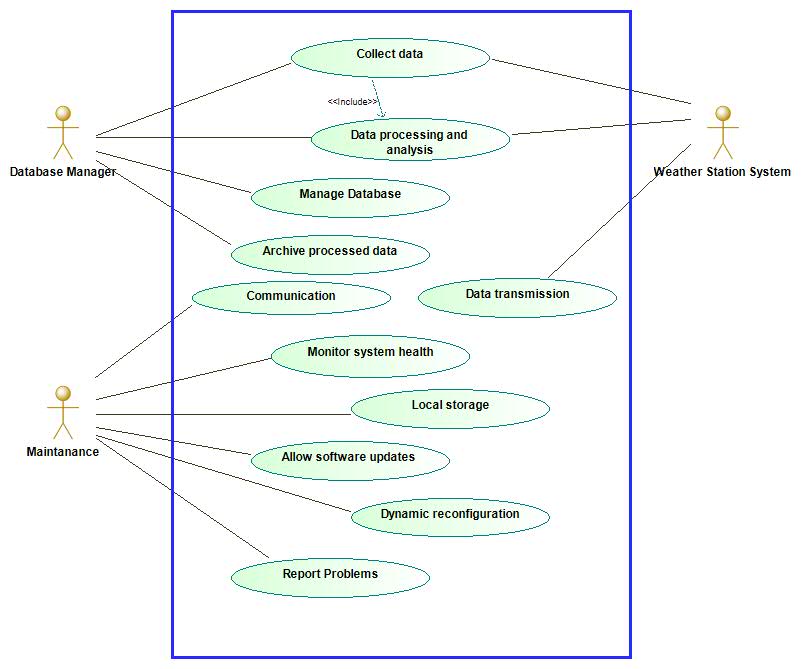 Collect data
<<Include>>
Data processing and
analysis
Database Manager
Weather Station System
Manage Database
Archive processed data
Communication
Data transmission
Monitor system health
Local storage
Maintanance
Allow software updates
Dynamic reconfiguration
Report Problems